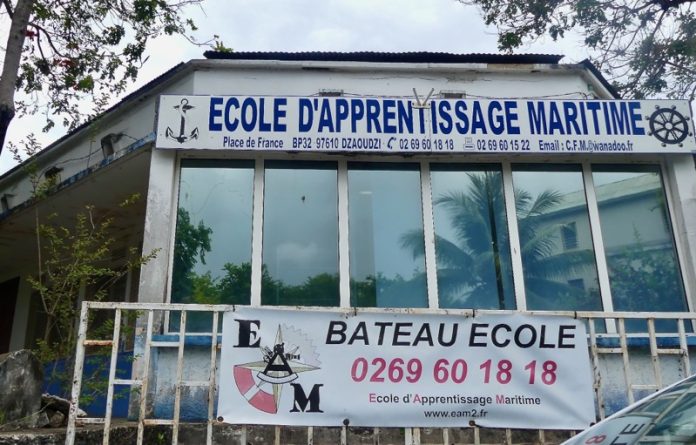 ECOLE D'APPRENTISSAGE MARITIME
Place de France BP32 97610 DZAOUDZI 02 69 60 18 18 02 69 60 15 22 Email : C.F.M.@wanadoo.fr
E A M
BATEAU ECOLE
0269 60 18 18
Ecole d'Apprentissage Maritime
www.eam2.fr